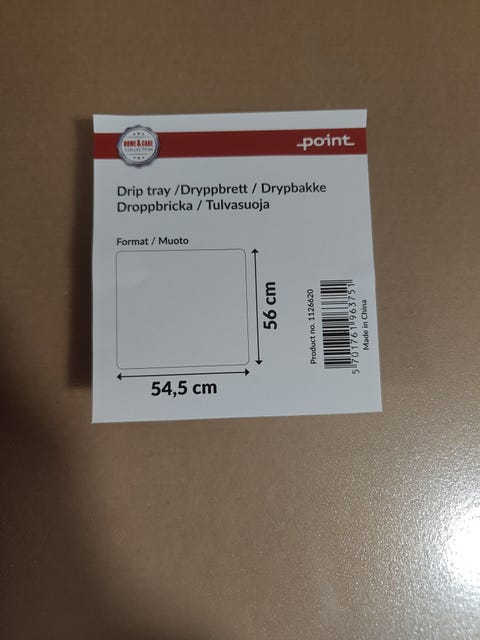 HOME & CARE
COLLECTION
point
Drip tray /Dryppbrett / Drypbakke
Droppbricka / Tulvasuoja
Format / Muoto
56 cm
54,5 cm
Product no. 1126620
5 701761 963751
Made in China